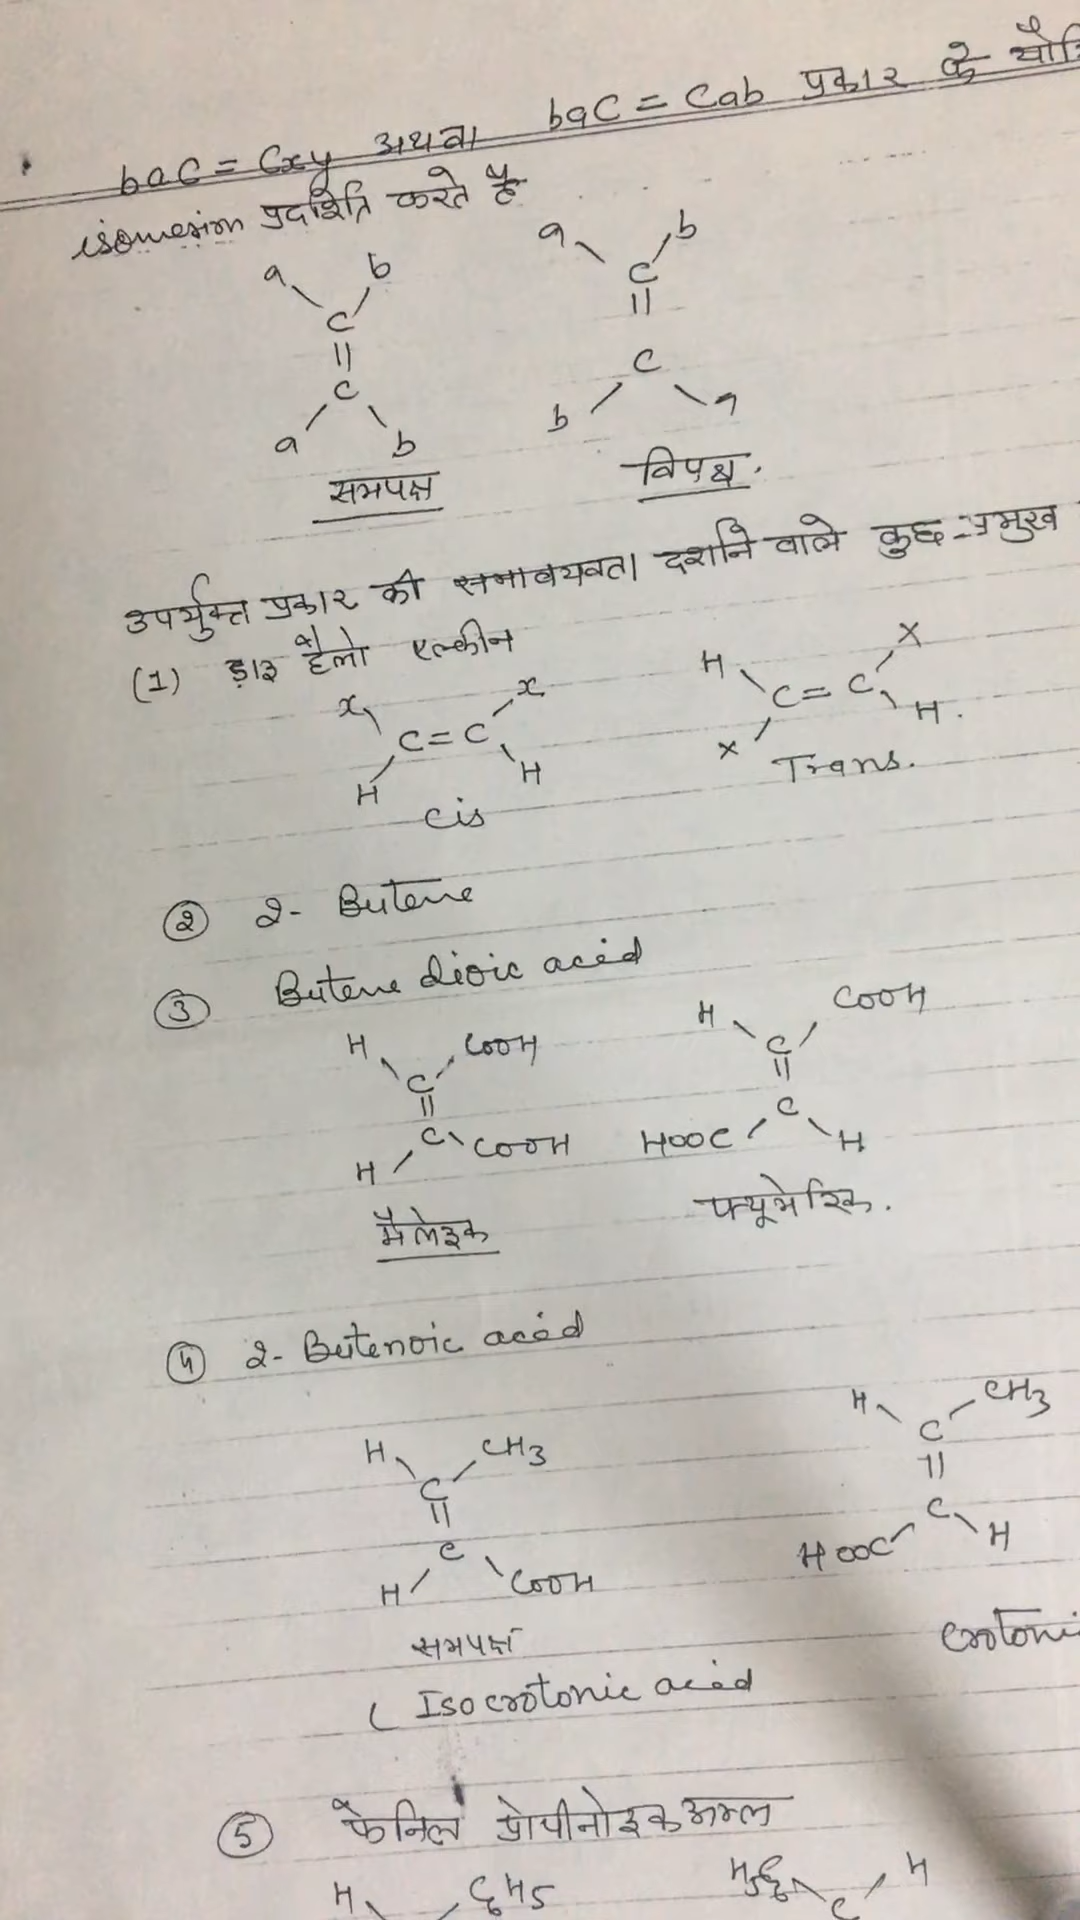 baC = Cxy अथवा baC = Cab प्रकार के
isomerism प्रदर्शित करते है
a b a b
C C
|| ||
C C
a b b a
समपक्ष विपक्ष.
उपर्युक्त प्रकार की समावयवता दर्शाने वाले कुछ प्रमुख
(1) डाइ हैलो एल्कीन
x x H X
C = C C = C
H H X H.
cis Trans.
② 2- Butene
③ Butene dioic acid
H COOH H COOH
C C
|| ||
C C
H COOH HOOC H
मैलेइक फ्यूमेरिक.
④ 2- Butenoic acid
H CH3 H CH3
C C
|| ||
C C
H COOH HOOC H
समपक्ष crotoni
( Isocrotonic acid
⑤ फेनिल प्रोपीनोइक अम्ल
H C6H5 H5C6 H
C